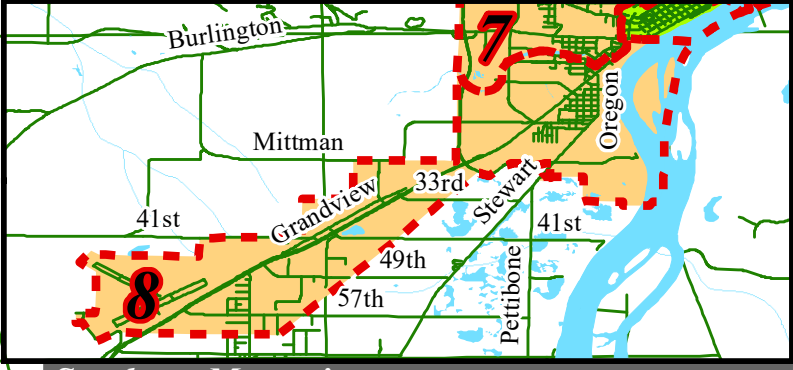 7
Burlington
Oregon
Mittman
33rd
Stewart
Grandview
41st
41st
49th
Pettibone
8
57th